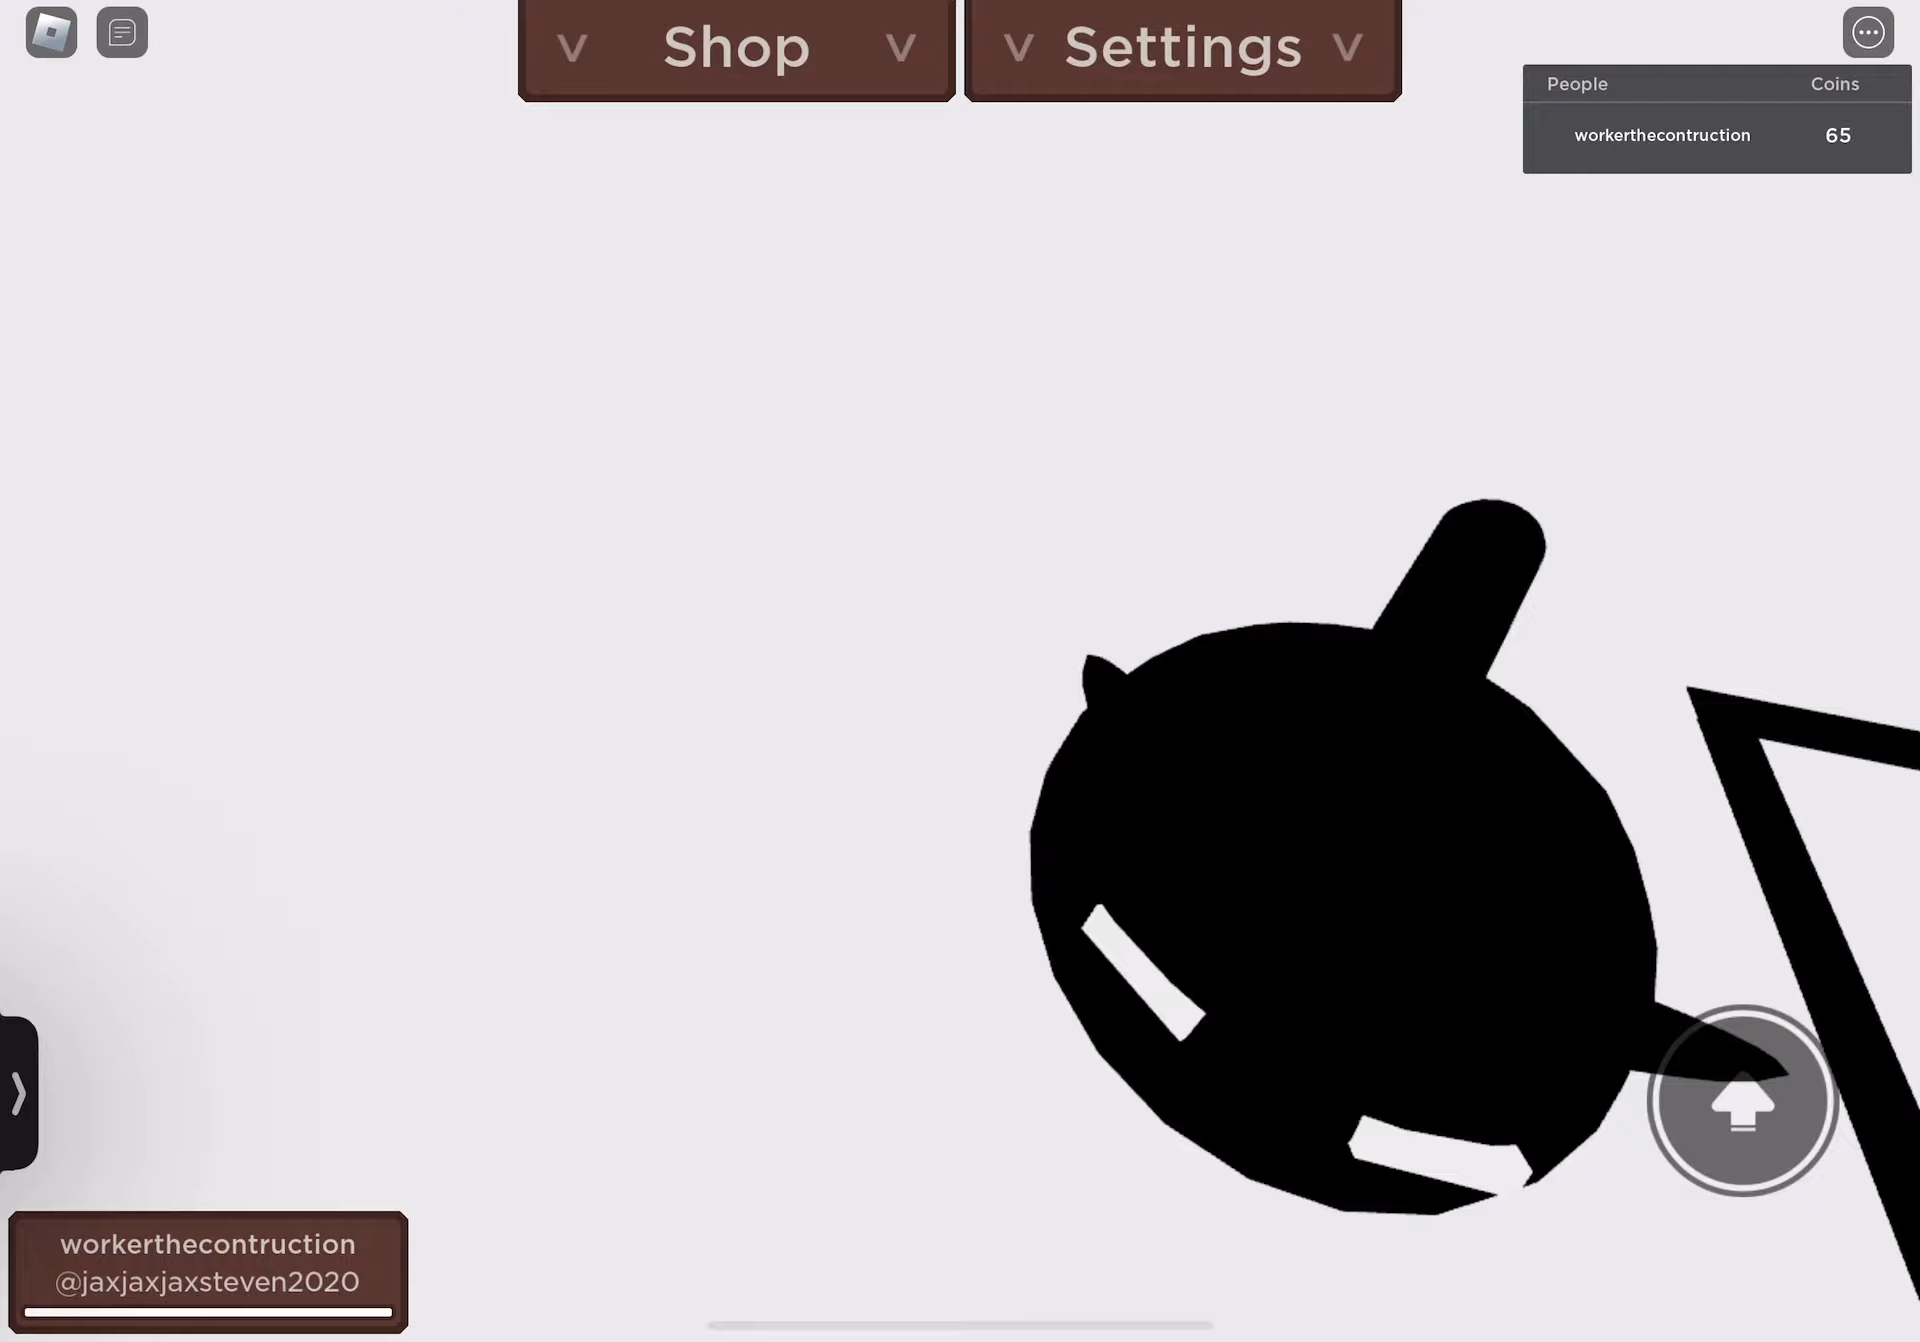 V Shop V
V Settings V
People Coins
workerthecontruction 65
workerthecontruction
@jaxjaxjaxsteven2020